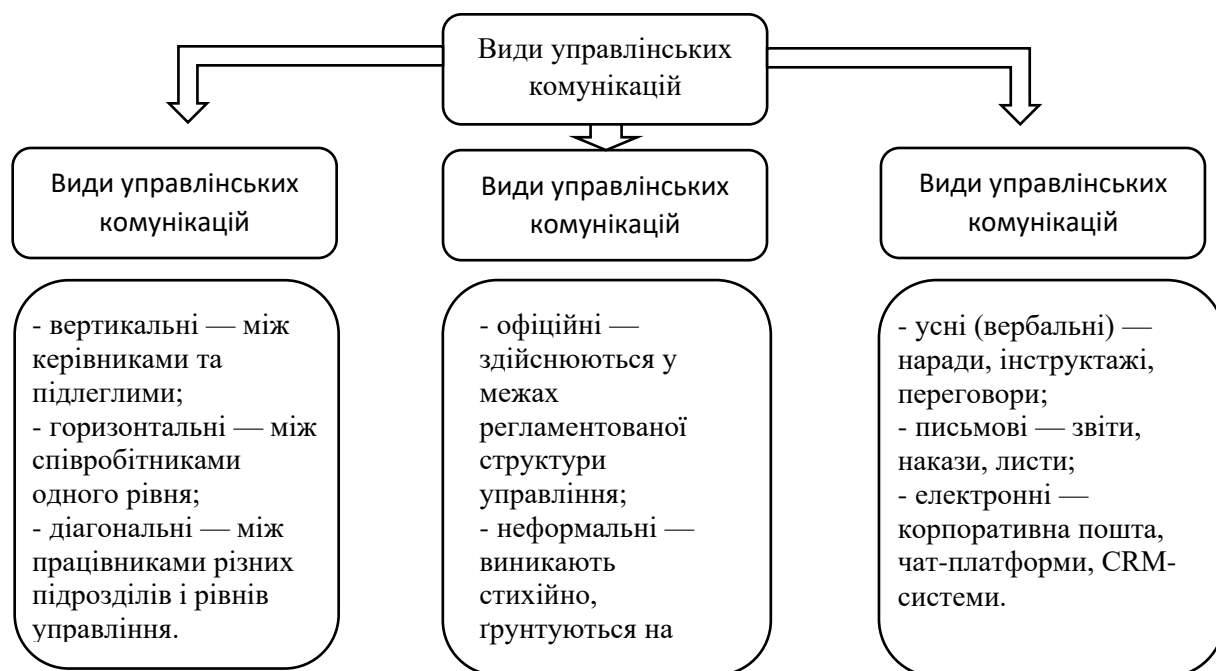 Види управлінських
комунікацій
Види управлінських
комунікацій
Види управлінських
комунікацій
Види управлінських
комунікацій
- вертикальні — між
керівниками та
підлеглими;
- горизонтальні — між
співробітниками
одного рівня;
- діагональні — між
працівниками різних
підрозділів і рівнів
управління.
- офіційні —
здійснюються у
межах
регламентованої
структури
управління;
- неформальні —
виникають
стихійно,
ґрунтуються на
- усні (вербальні) —
наради, інструктажі,
переговори;
- письмові — звіти,
накази, листи;
- електронні —
корпоративна пошта,
чат-платформи, CRM-
системи.